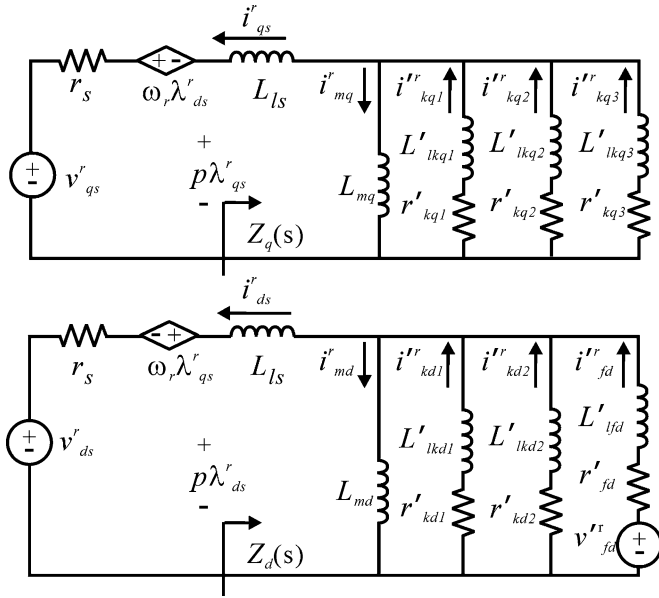 i^r_qs
r_s
+ -
ω_r λ^r_ds
L_ls
i^r_mq
i'^r_kq1
i'^r_kq2
i'^r_kq3
+
-
v^r_qs
+
pλ^r_qs
-
Z_q(s)
L_mq
L'_lkq1
L'_lkq2
L'_lkq3
r'_kq1
r'_kq2
r'_kq3
i^r_ds
r_s
- +
ω_r λ^r_qs
L_ls
i^r_md
i'^r_kd1
i'^r_kd2
i'^r_fd
+
-
v^r_ds
+
pλ^r_ds
-
Z_d(s)
L_md
L'_lkd1
L'_lkd2
L'_lfd
r'_kd1
r'_kd2
r'_fd
v'^r_fd
+
-